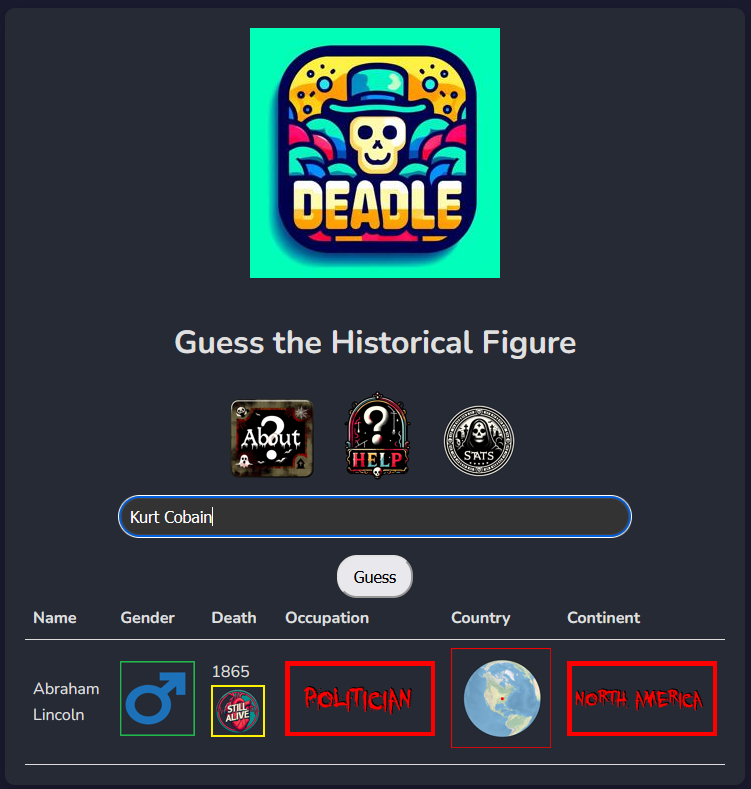 DEADLE
Guess the Historical Figure
About
?
?
HELP
STATS
Kurt Cobain
Guess
Name Gender Death Occupation Country Continent
Abraham Lincoln
1865
STILL ALIVE
POLITICIAN
NORTH AMERICA